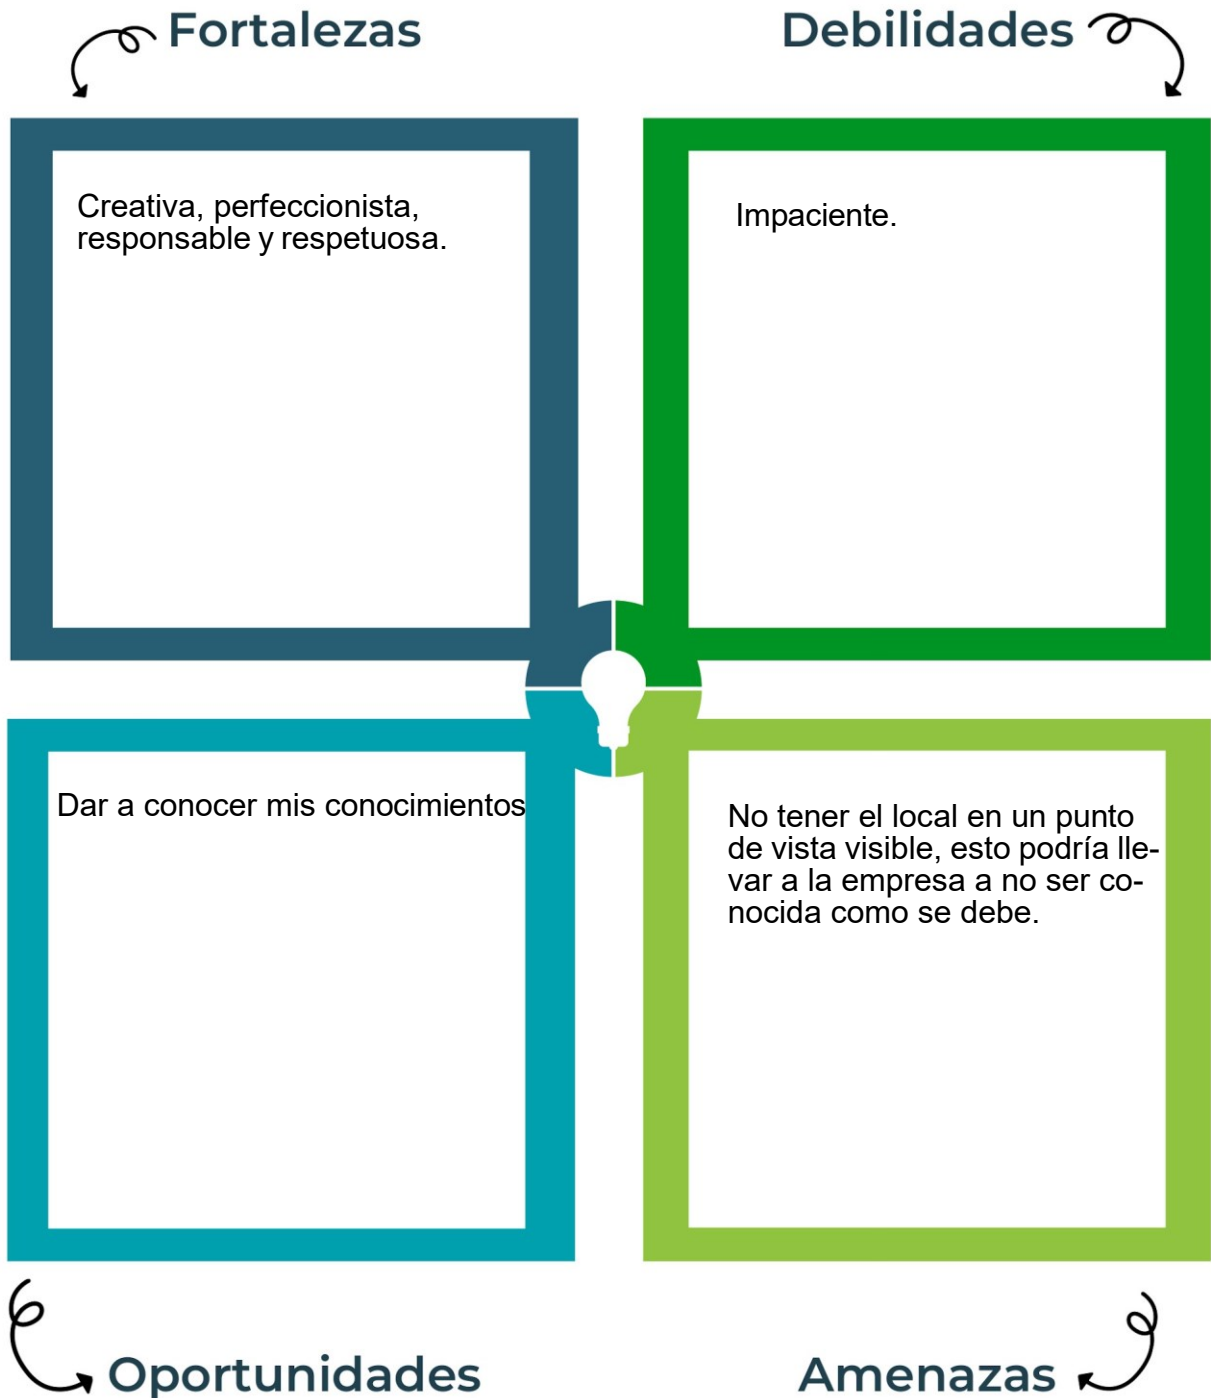 Fortalezas
Debilidades
Creativa, perfeccionista,
responsable y respetuosa.
Impaciente.
Dar a conocer mis conocimientos
No tener el local en un punto
de vista visible, esto podría lle-
var a la empresa a no ser co-
nocida como se debe.
Oportunidades
Amenazas